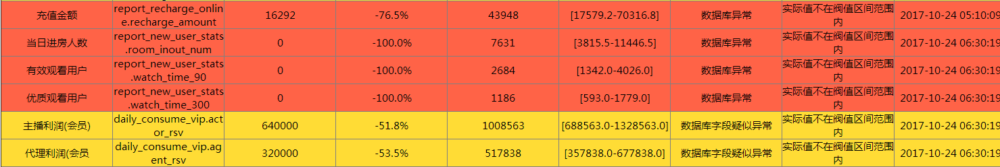 充值金额 report_recharge_onlin 16292 -76.5% 43948 [17579.2-70316.8] 数据库异常 实际值不在阀值区间范围 2017-10-24 05:10:09
e.recharge_amount 内
当日进房人数 report_new_user_stats 0 -100.0% 7631 [3815.5-11446.5] 数据库异常 实际值不在阀值区间范围 2017-10-24 06:30:19
.room_inout_num 内
有效观看用户 report_new_user_stats 0 -100.0% 2684 [1342.0-4026.0] 数据库异常 实际值不在阀值区间范围 2017-10-24 06:30:19
.watch_time_90 内
优质观看用户 report_new_user_stats 0 -100.0% 1186 [593.0-1779.0] 数据库异常 实际值不在阀值区间范围 2017-10-24 06:30:19
.watch_time_300 内
主播利润(会员) daily_consume_vip.act 640000 -51.8% 1008563 [688563.0-1328563.0] 数据库字段疑似异常 实际值不在阀值区间范围 2017-10-24 06:30:19
or_rsv 内
代理利润(会员 daily_consume_vip.ag 320000 -53.5% 517838 [357838.0-677838.0] 数据库字段疑似异常 实际值不在阀值区间范围 2017-10-24 06:30:19
ent_rsv 内